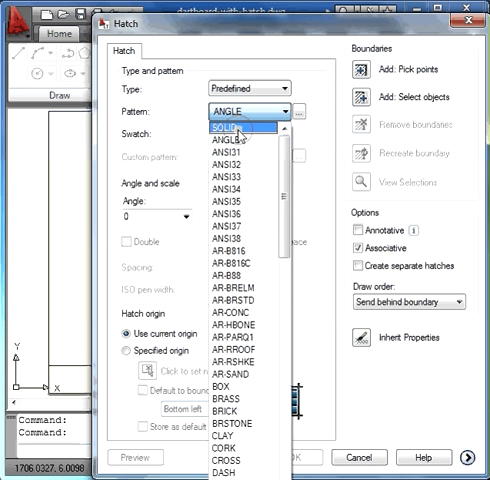 dartboard-with-hatch.dwg
Home
Draw
Hatch
Hatch
Type and pattern
Type:
Predefined
Pattern:
ANGLE
...
Swatch
Custom pattern:
Angle and scale
Angle:
0
Double
Spacing:
ISO pen width:
Hatch origin
Use current origin
Specified origin
Click to set n
Default to bound
Bottom left
Store as default
SOLID
ANGLE
ANSI31
ANSI32
ANSI33
ANSI34
ANSI35
ANSI36
ANSI37
ANSI38
AR-B816
AR-B816C
AR-B88
AR-BRELM
AR-BRSTD
AR-CONC
AR-HBONE
AR-PARQ1
AR-RROOF
AR-RSHKE
AR-SAND
BOX
BRASS
BRICK
BRSTONE
CLAY
CORK
CROSS
DASH
Boundaries
Add: Pick points
Add: Select objects
Remove boundaries
Recreate boundary
View Selections
Options
Annotative
Associative
Create separate hatches
Draw order:
Send behind boundary
Inherit Properties
Preview
OK
Cancel
Help
Y
X
Command:
Command:
1706.0327, 6.0098